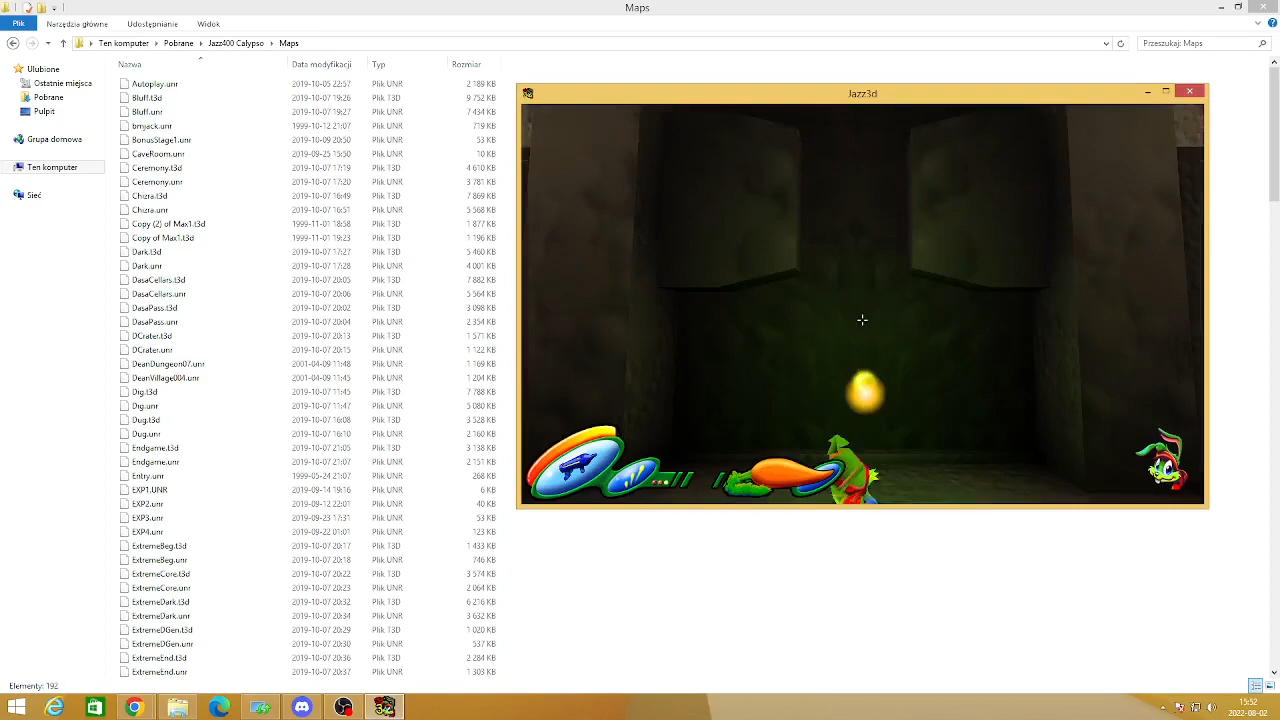 Maps
Plik Narzędzia główne Udostępnianie Widok
Ten komputer Pobrane Jazz400 Calypso Maps
Przeszukaj: Maps
Nazwa Data modyfikacji Typ Rozmiar
Ulubione
Ostatnie miejsca
Pobrane
Pulpit
Grupa domowa
Ten komputer
Sieć
Autoplay.unr 2019-10-05 22:57 Plik UNR 2 189 KB
Bluff.t3d 2019-10-07 19:26 Plik T3D 9 752 KB
Bluff.unr 2019-10-07 19:27 Plik UNR 7 434 KB
bmjack.unr 1999-10-12 21:07 Plik UNR 719 KB
BonusStage1.unr 2019-10-09 20:50 Plik UNR 53 KB
CaveRoom.unr 2019-09-25 15:50 Plik UNR 10 KB
Ceremony.t3d 2019-10-07 17:19 Plik T3D 4 610 KB
Ceremony.unr 2019-10-07 17:20 Plik UNR 3 781 KB
Chizra.t3d 2019-10-07 16:49 Plik T3D 7 869 KB
Chizra.unr 2019-10-07 16:51 Plik UNR 5 568 KB
Copy (2) of Max1.t3d 1999-11-01 18:58 Plik T3D 1 877 KB
Copy of Max1.t3d 1999-11-01 19:23 Plik T3D 1 196 KB
Dark.t3d 2019-10-07 17:27 Plik T3D 5 460 KB
Dark.unr 2019-10-07 17:28 Plik UNR 4 001 KB
DasaCellars.t3d 2019-10-07 20:05 Plik T3D 7 882 KB
DasaCellars.unr 2019-10-07 20:06 Plik UNR 5 564 KB
DasaPass.t3d 2019-10-07 20:02 Plik T3D 3 098 KB
DasaPass.unr 2019-10-07 20:04 Plik UNR 2 354 KB
DCrater.t3d 2019-10-07 20:13 Plik T3D 1 571 KB
DCrater.unr 2019-10-07 20:15 Plik UNR 1 122 KB
DeanDungeon07.unr 2001-04-09 11:48 Plik UNR 1 169 KB
DeanVillage004.unr 2001-04-09 11:45 Plik UNR 1 204 KB
Dig.t3d 2019-10-07 11:45 Plik T3D 7 788 KB
Dig.unr 2019-10-07 11:47 Plik UNR 5 080 KB
Dug.t3d 2019-10-07 16:08 Plik T3D 3 528 KB
Dug.unr 2019-10-07 16:10 Plik UNR 2 160 KB
Endgame.t3d 2019-10-07 21:07 Plik T3D 3 138 KB
Endgame.unr 2019-10-07 21:07 Plik UNR 2 151 KB
Entry.unr 1999-05-24 21:07 Plik UNR 268 KB
EXP1.UNR 2019-09-14 19:16 Plik UNR 6 KB
EXP2.unr 2019-09-12 22:01 Plik UNR 40 KB
EXP3.unr 2019-09-23 17:31 Plik UNR 53 KB
EXP4.unr 2019-09-22 01:01 Plik UNR 123 KB
ExtremeBeg.t3d 2019-10-07 20:17 Plik T3D 1 433 KB
ExtremeBeg.unr 2019-10-07 20:18 Plik UNR 746 KB
ExtremeCore.t3d 2019-10-07 20:22 Plik T3D 3 574 KB
ExtremeCore.unr 2019-10-07 20:23 Plik UNR 2 064 KB
ExtremeDark.t3d 2019-10-07 20:32 Plik T3D 6 216 KB
ExtremeDark.unr 2019-10-07 20:34 Plik UNR 3 632 KB
ExtremeDGen.t3d 2019-10-07 20:29 Plik T3D 1 020 KB
ExtremeDGen.unr 2019-10-07 20:30 Plik UNR 537 KB
ExtremeEnd.t3d 2019-10-07 20:36 Plik T3D 2 284 KB
ExtremeEnd.unr 2019-10-07 20:37 Plik UNR 1 303 KB
Jazz3d
Elementy: 192
15:52
2022-08-02